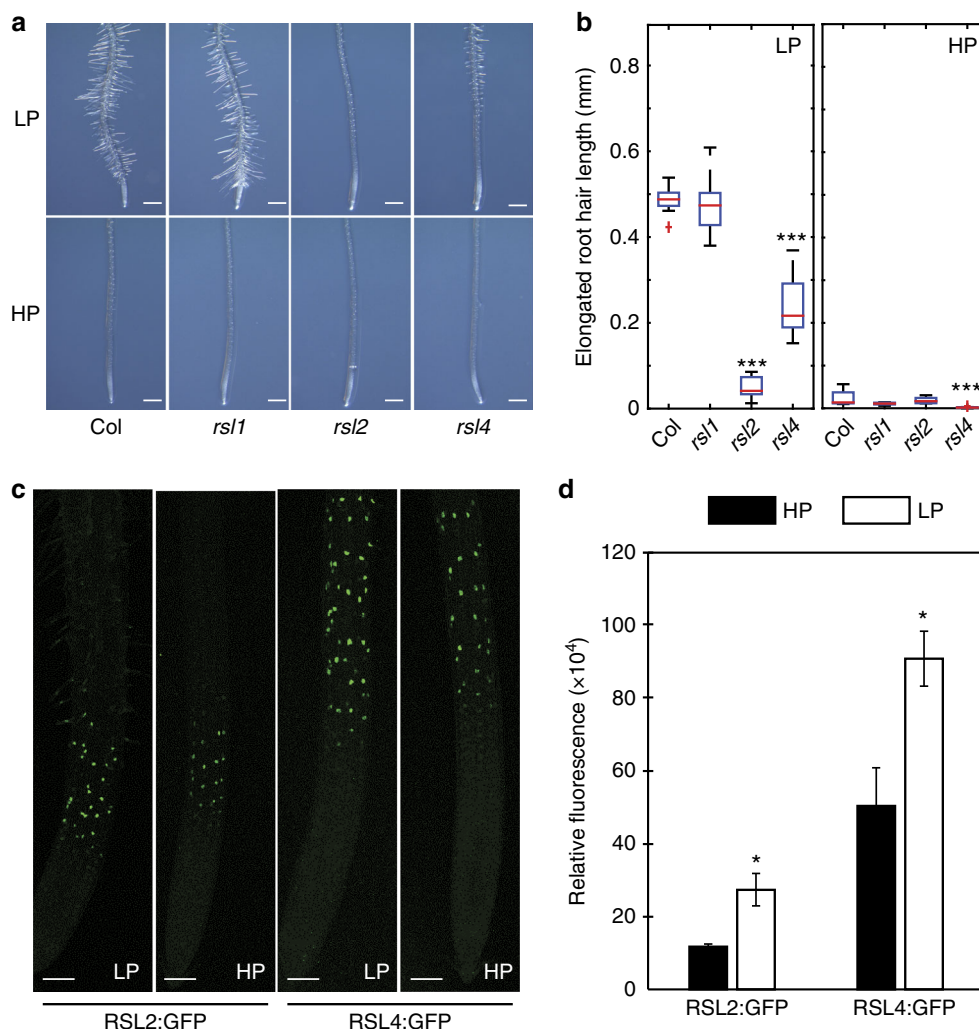 a
LP
HP
Col rsl1 rsl2 rsl4
b
LP HP
Elongated root hair length (mm)
0.8
0.6
0.4
0.2
0
*** ***
***
Col rsl1 rsl2 rsl4 Col rsl1 rsl2 rsl4
c
LP HP LP HP
RSL2:GFP RSL4:GFP
d
HP LP
Relative fluorescence (×10⁴)
120
100
80
60
40
20
0
* *
RSL2:GFP RSL4:GFP